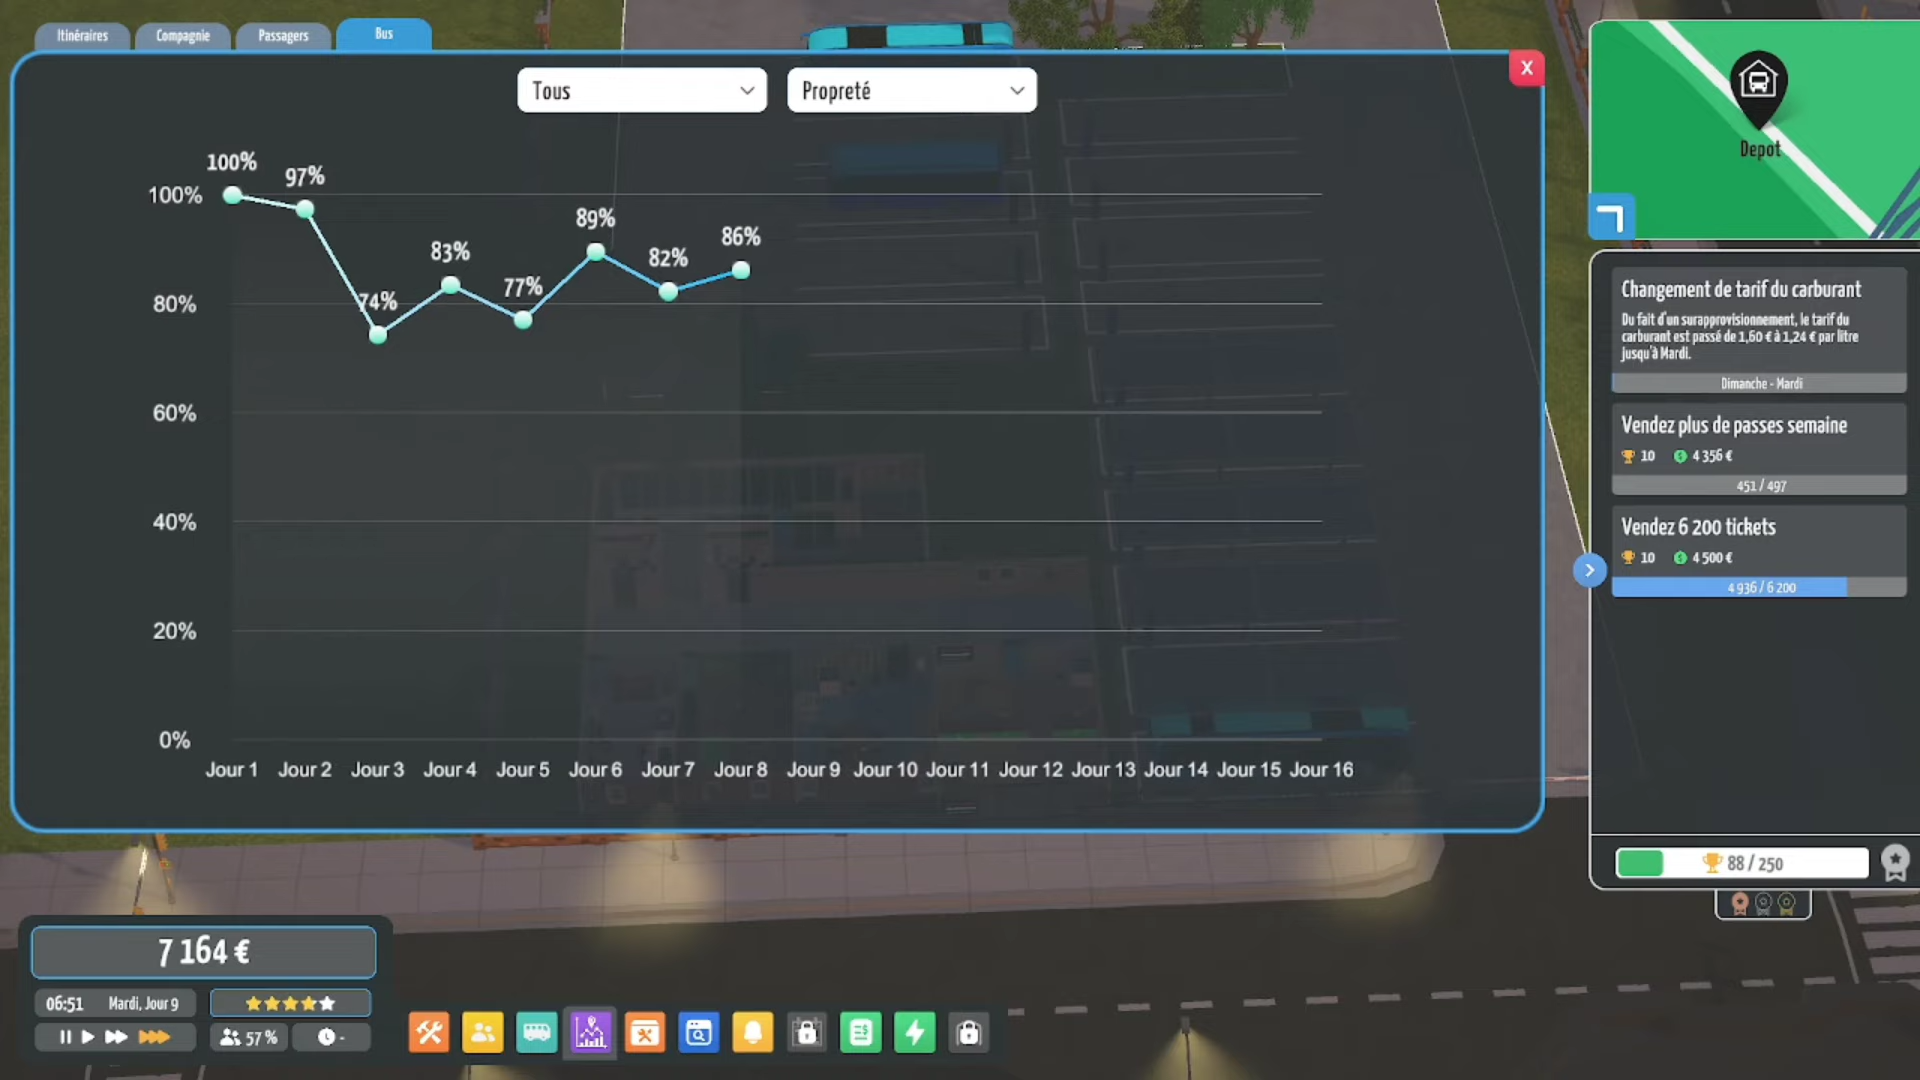 Itinéraires
Compagnie
Passagers
Bus
Tous
Propreté
X
100%
97%
74%
83%
77%
89%
82%
86%
100%
80%
60%
40%
20%
0%
Jour 1 Jour 2 Jour 3 Jour 4 Jour 5 Jour 6 Jour 7 Jour 8 Jour 9 Jour 10 Jour 11 Jour 12 Jour 13 Jour 14 Jour 15 Jour 16
Depot
Changement de tarif du carburant
Du fait d'un surapprovisionnement, le tarif du
carburant est passé de 1,60 € à 1,24 € par litre
jusqu'à Mardi.
Dimanche - Mardi
Vendez plus de passes semaine
10 4 356 €
451 / 497
Vendez 6 200 tickets
10 4 500 €
4 936 / 6 200
88 / 250
7 164 €
06:51 Mardi, Jour 9
57 % -